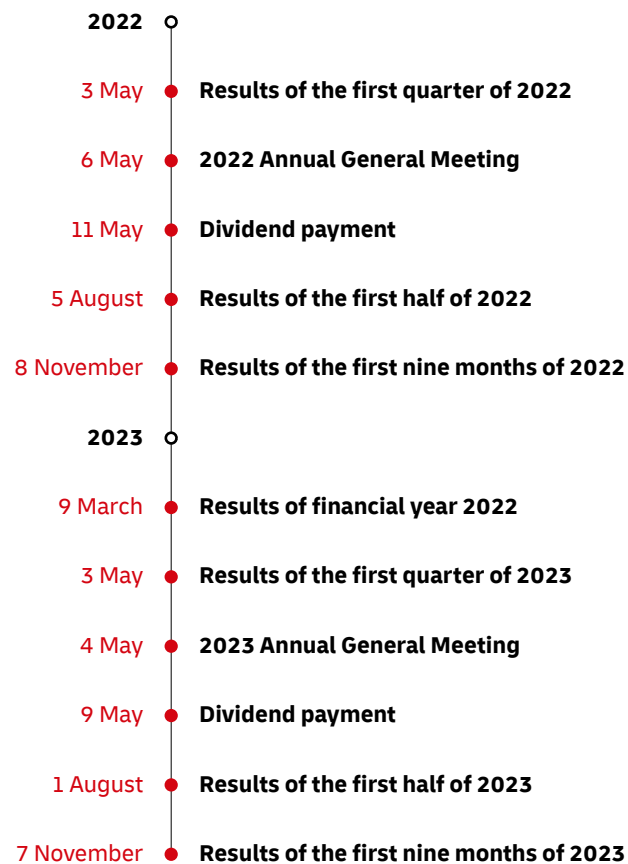 2022
3 May Results of the first quarter of 2022
6 May 2022 Annual General Meeting
11 May Dividend payment
5 August Results of the first half of 2022
8 November Results of the first nine months of 2022
2023
9 March Results of financial year 2022
3 May Results of the first quarter of 2023
4 May 2023 Annual General Meeting
9 May Dividend payment
1 August Results of the first half of 2023
7 November Results of the first nine months of 2023